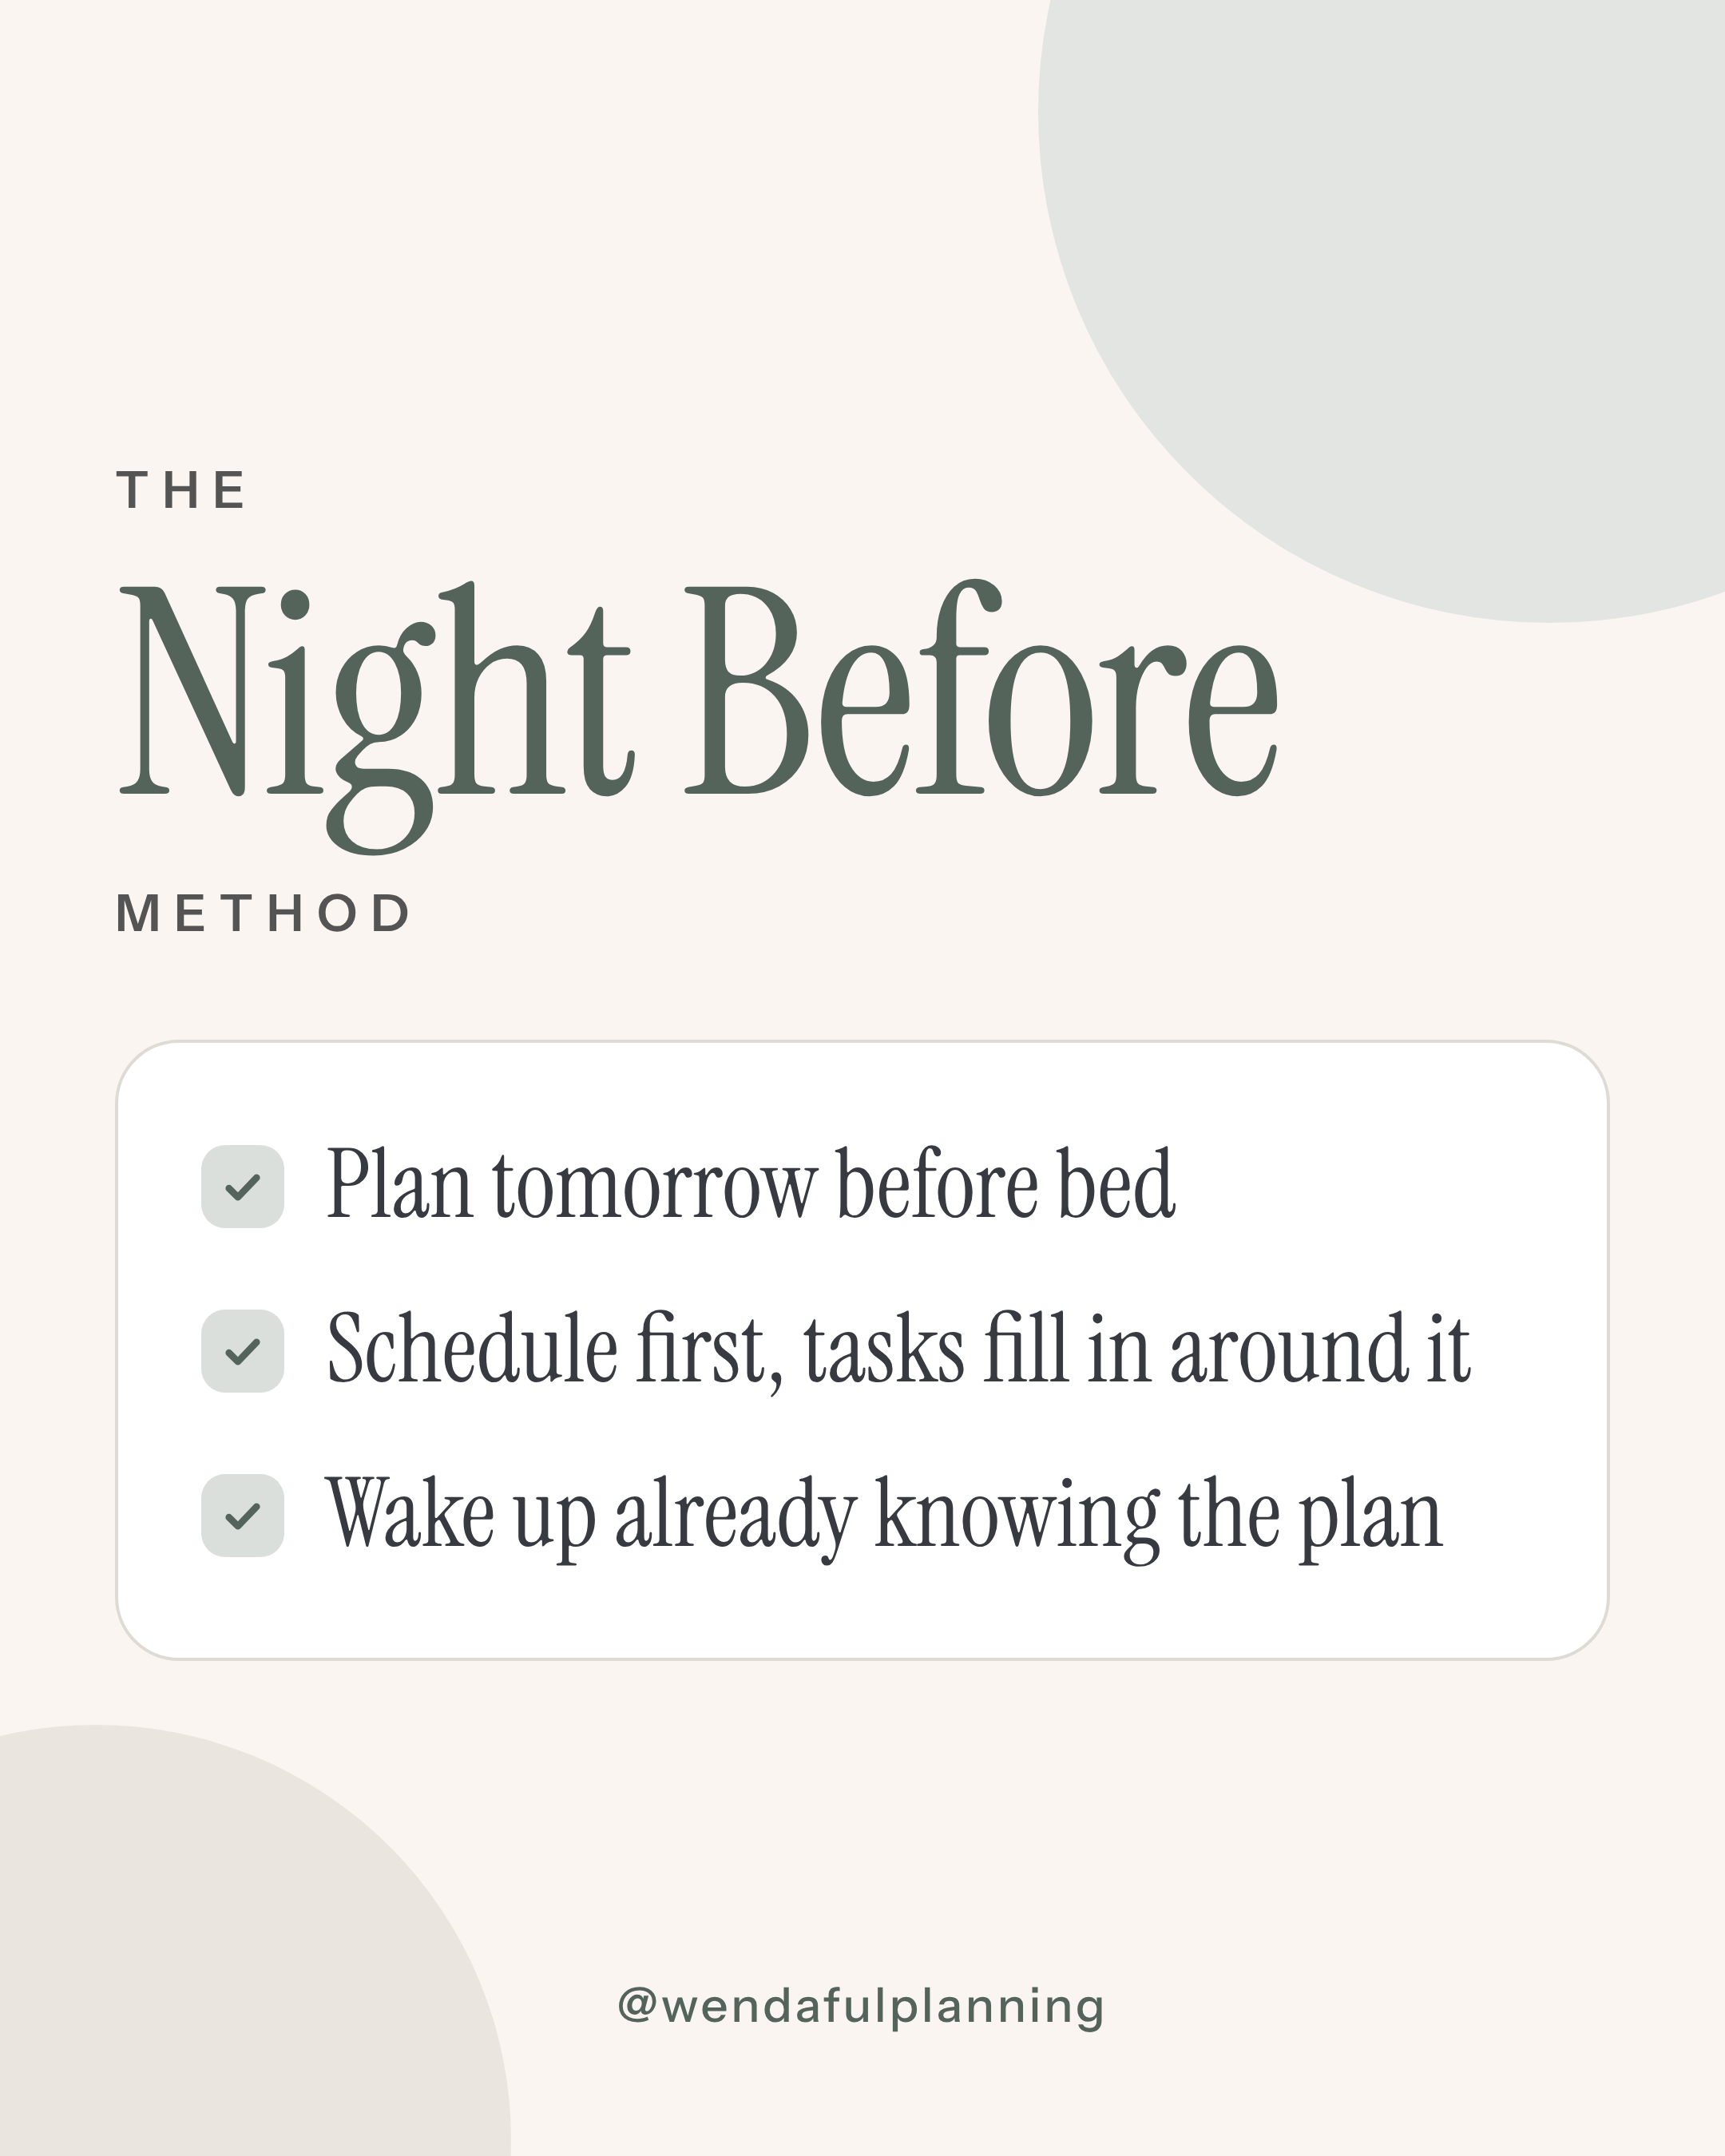 THE
Night Before
METHOD
Plan tomorrow before bed
Schedule first, tasks fill in around it
Wake up already knowing the plan
@wendafulplanning